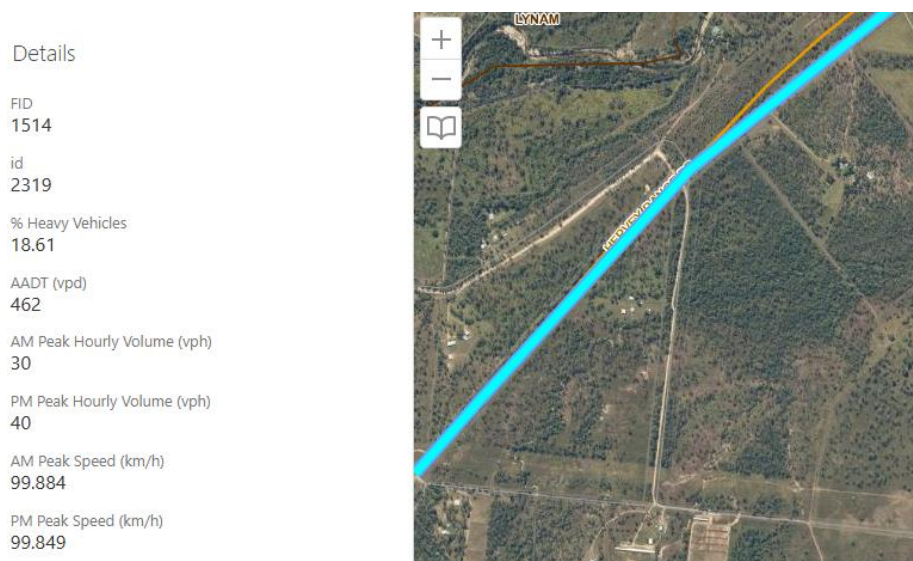 Details
FID
1514
id
2319
% Heavy Vehicles
18.61
AADT (vpd)
462
AM Peak Hourly Volume (vph)
30
PM Peak Hourly Volume (vph)
40
AM Peak Speed (km/h)
99.884
PM Peak Speed (km/h)
99.849
LYNAM